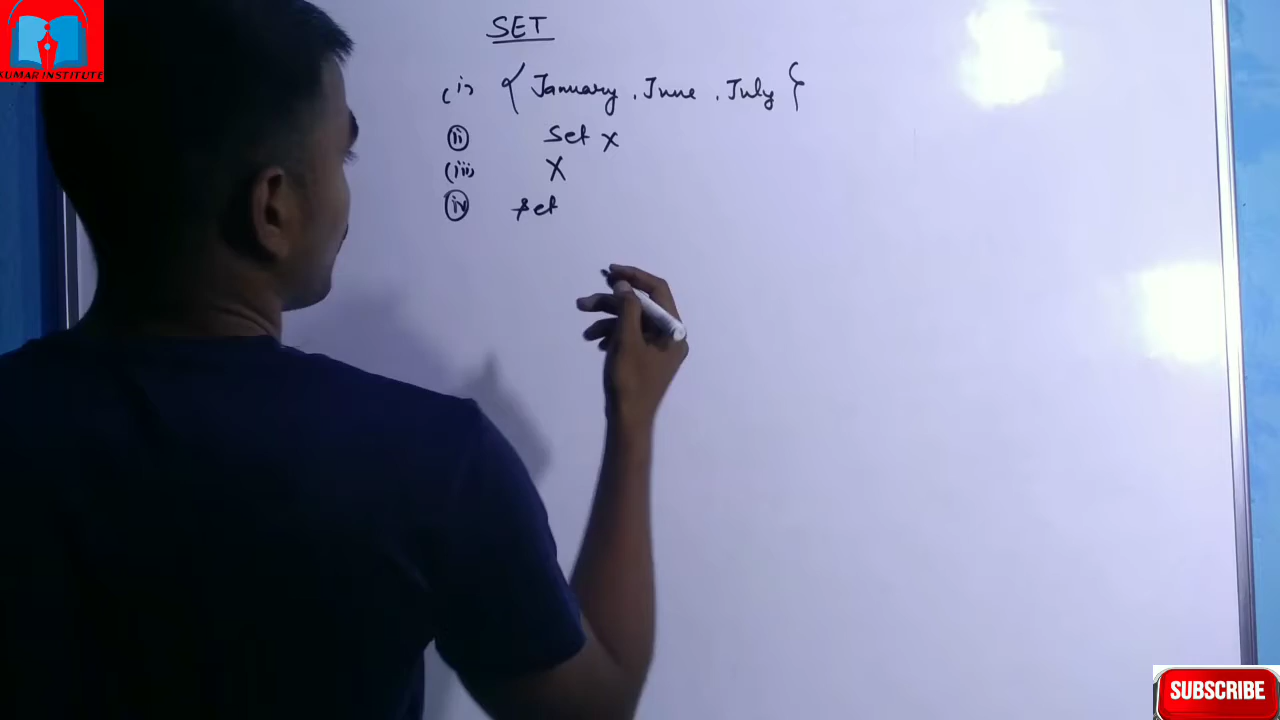 KUMAR INSTITUTE
SET
(i) { January, June, July }
(ii) Set X
(iii) X
(iv) set
SUBSCRIBE